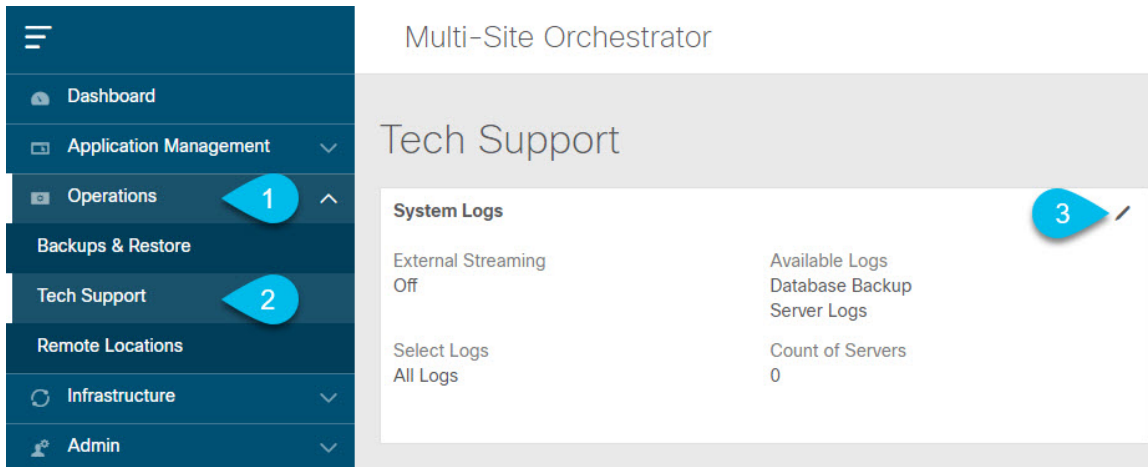 Multi-Site Orchestrator
Dashboard
Application Management
Operations
1
Backups & Restore
Tech Support
2
Remote Locations
Infrastructure
Admin
Tech Support
System Logs
3
External Streaming
Off
Available Logs
Database Backup
Server Logs
Select Logs
All Logs
Count of Servers
0